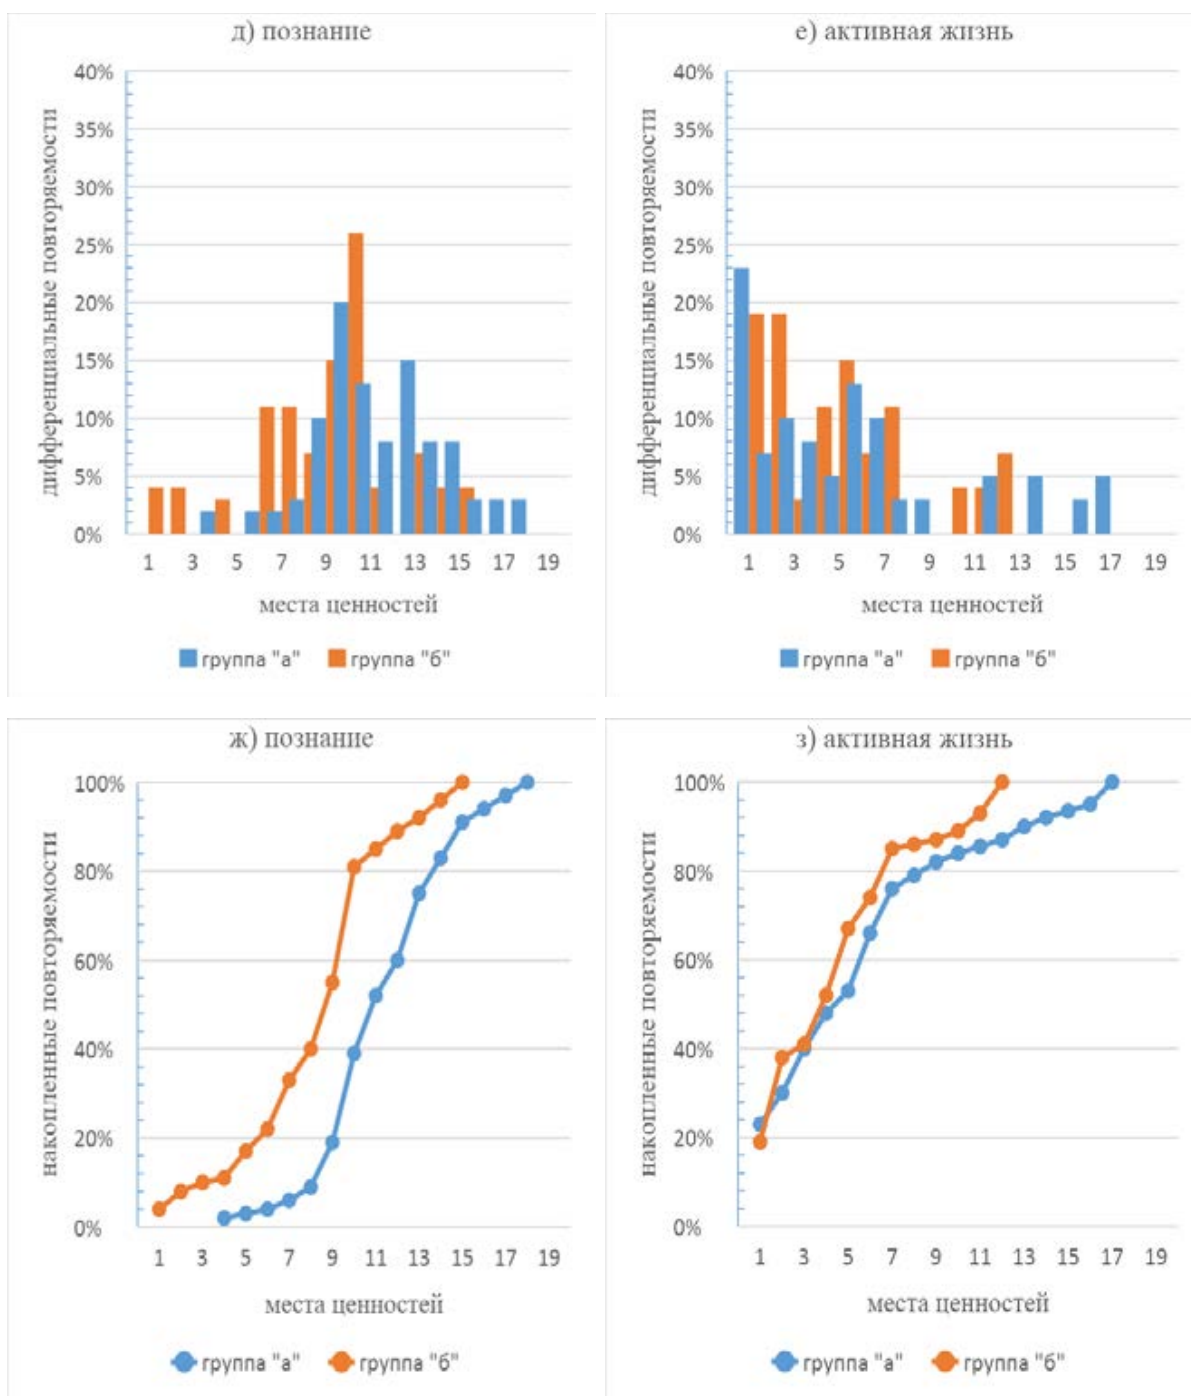 д) познание
дифференциальные повторяемости
40%
35%
30%
25%
20%
15%
10%
5%
0%
1 3 5 7 9 11 13 15 17 19
места ценностей
группа "а" группа "б"
е) активная жизнь
дифференциальные повторяемости
40%
35%
30%
25%
20%
15%
10%
5%
0%
1 3 5 7 9 11 13 15 17 19
места ценностей
группа "а" группа "б"
ж) познание
накопленные повторяемости
100%
80%
60%
40%
20%
0%
1 3 5 7 9 11 13 15 17 19
места ценностей
группа "а" группа "б"
з) активная жизнь
накопленные повторяемости
100%
80%
60%
40%
20%
0%
1 3 5 7 9 11 13 15 17 19
места ценностей
группа "а" группа "б"